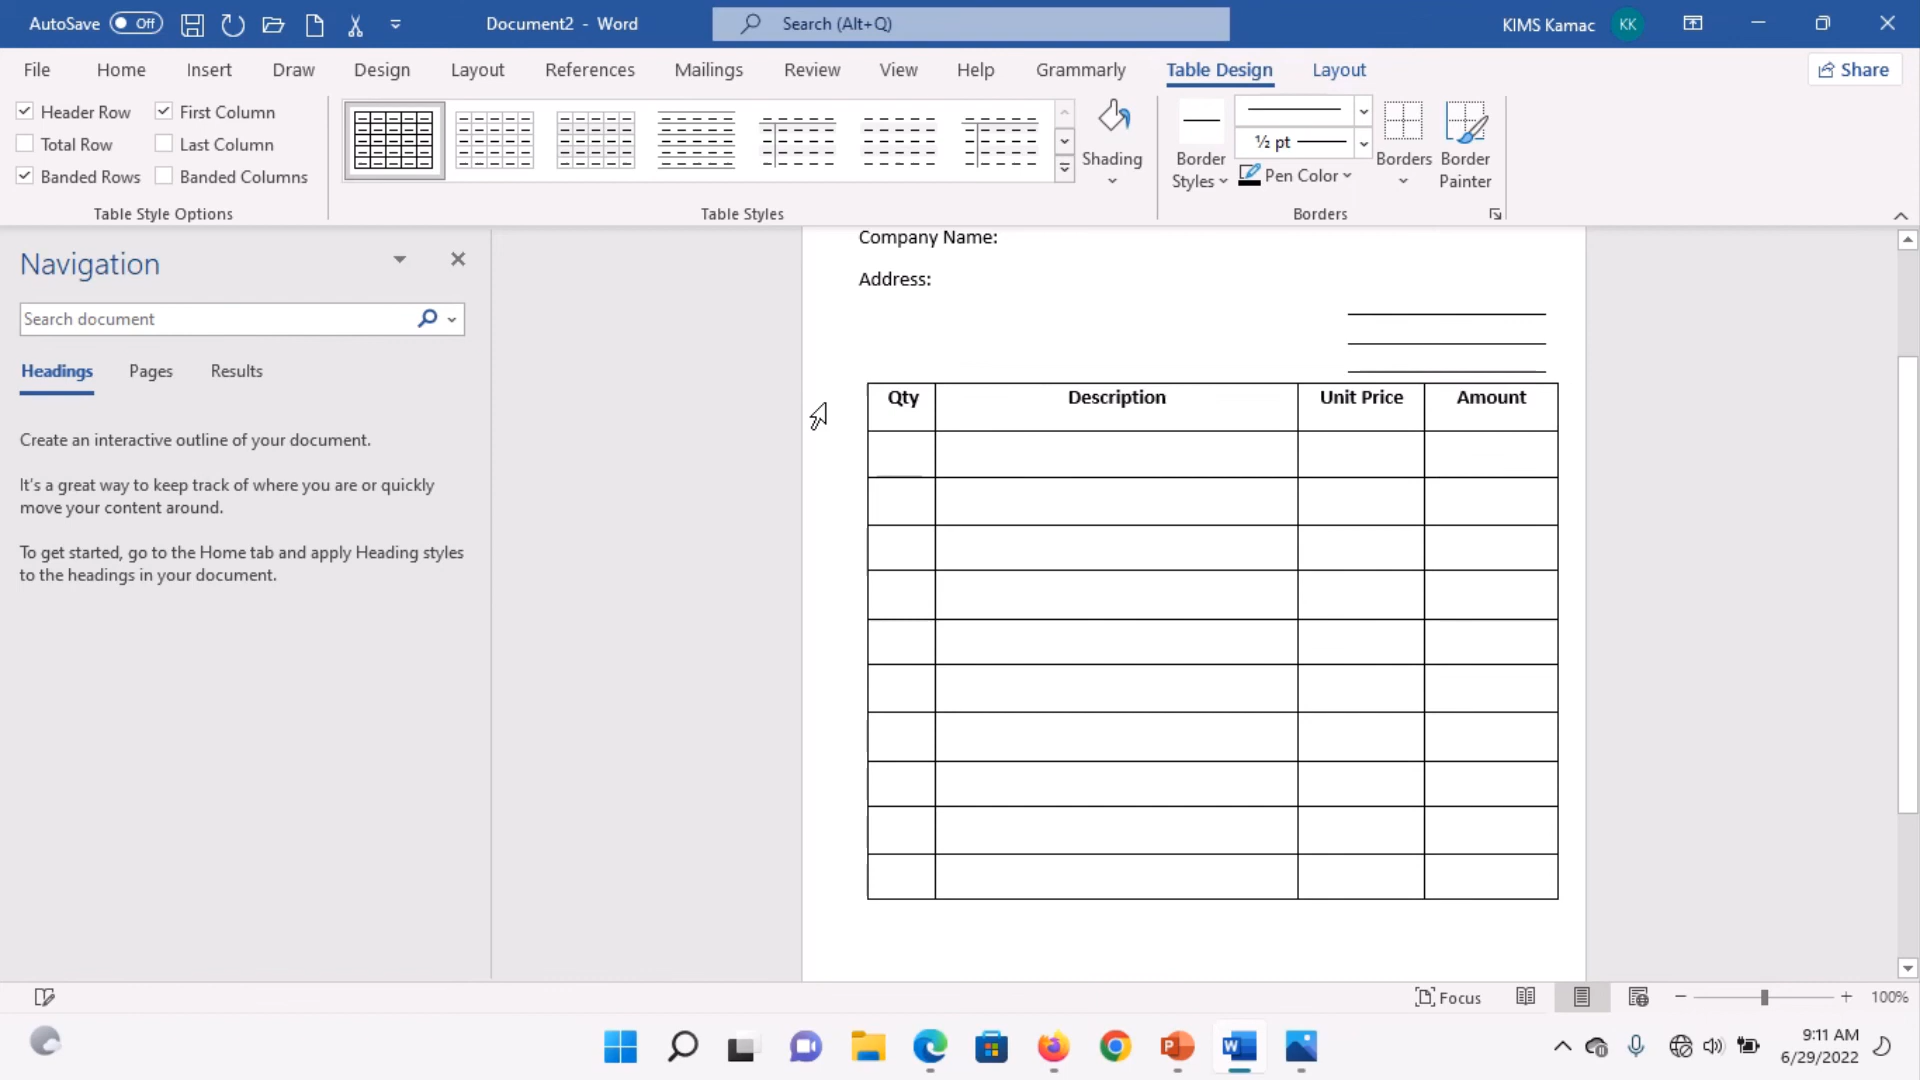 AutoSave Off Document2 - Word Search (Alt+Q) KIMS Kamac KK
File Home Insert Draw Design Layout References Mailings Review View Help Grammarly Table Design Layout Share
Header Row First Column
Total Row Last Column
Banded Rows Banded Columns
Table Style Options
Table Styles
Shading
Border Styles
½ pt
Pen Color
Borders
Border Painter
Borders
Navigation
Search document
Headings Pages Results
Create an interactive outline of your document.
It's a great way to keep track of where you are or quickly
move your content around.
To get started, go to the Home tab and apply Heading styles
to the headings in your document.
Company Name:
Address:
Qty Description Unit Price Amount
Focus 100%
9:11 AM
6/29/2022